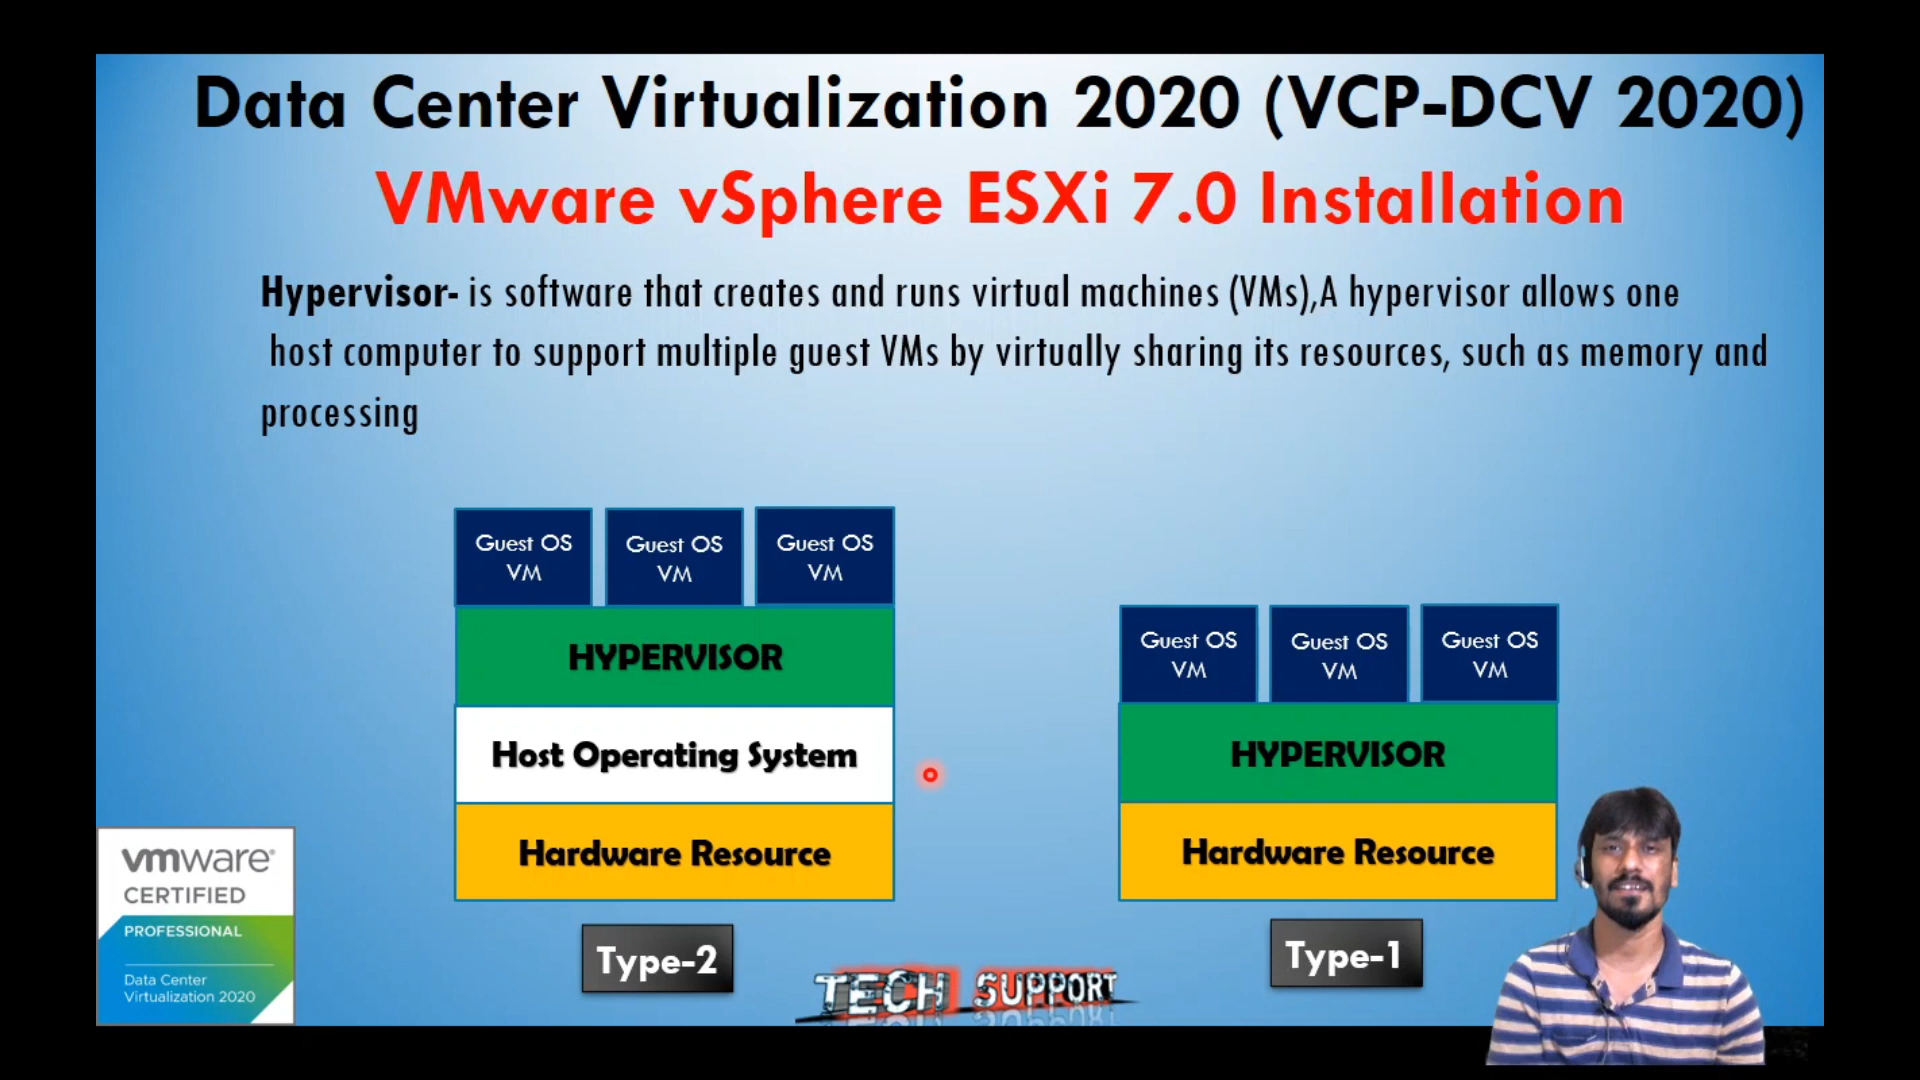 Data Center Virtualization 2020 (VCP-DCV 2020)
VMware vSphere ESXi 7.0 Installation
Hypervisor- is software that creates and runs virtual machines (VMs),A hypervisor allows one
host computer to support multiple guest VMs by virtually sharing its resources, such as memory and
processing
Guest OS
VM
Guest OS
VM
Guest OS
VM
HYPERVISOR
Host Operating System
Hardware Resource
Type-2
Guest OS
VM
Guest OS
VM
Guest OS
VM
HYPERVISOR
Hardware Resource
Type-1
vmware®
CERTIFIED
PROFESSIONAL
Data Center
Virtualization 2020
TECH SUPPORT